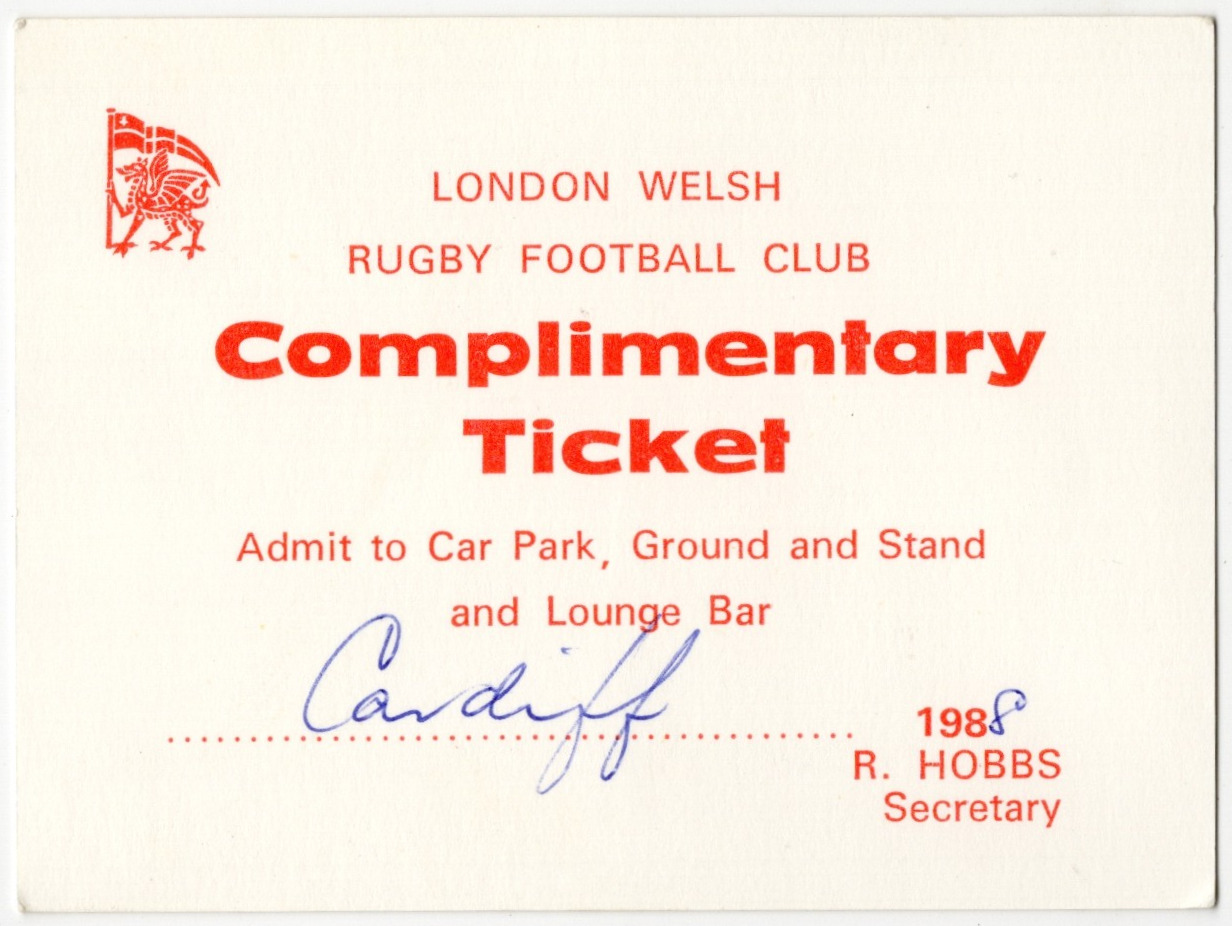 LONDON WELSH
RUGBY FOOTBALL CLUB
Complimentary
Ticket
Admit to Car Park, Ground and Stand
and Lounge Bar
Cardiff 1988
R. HOBBS
Secretary